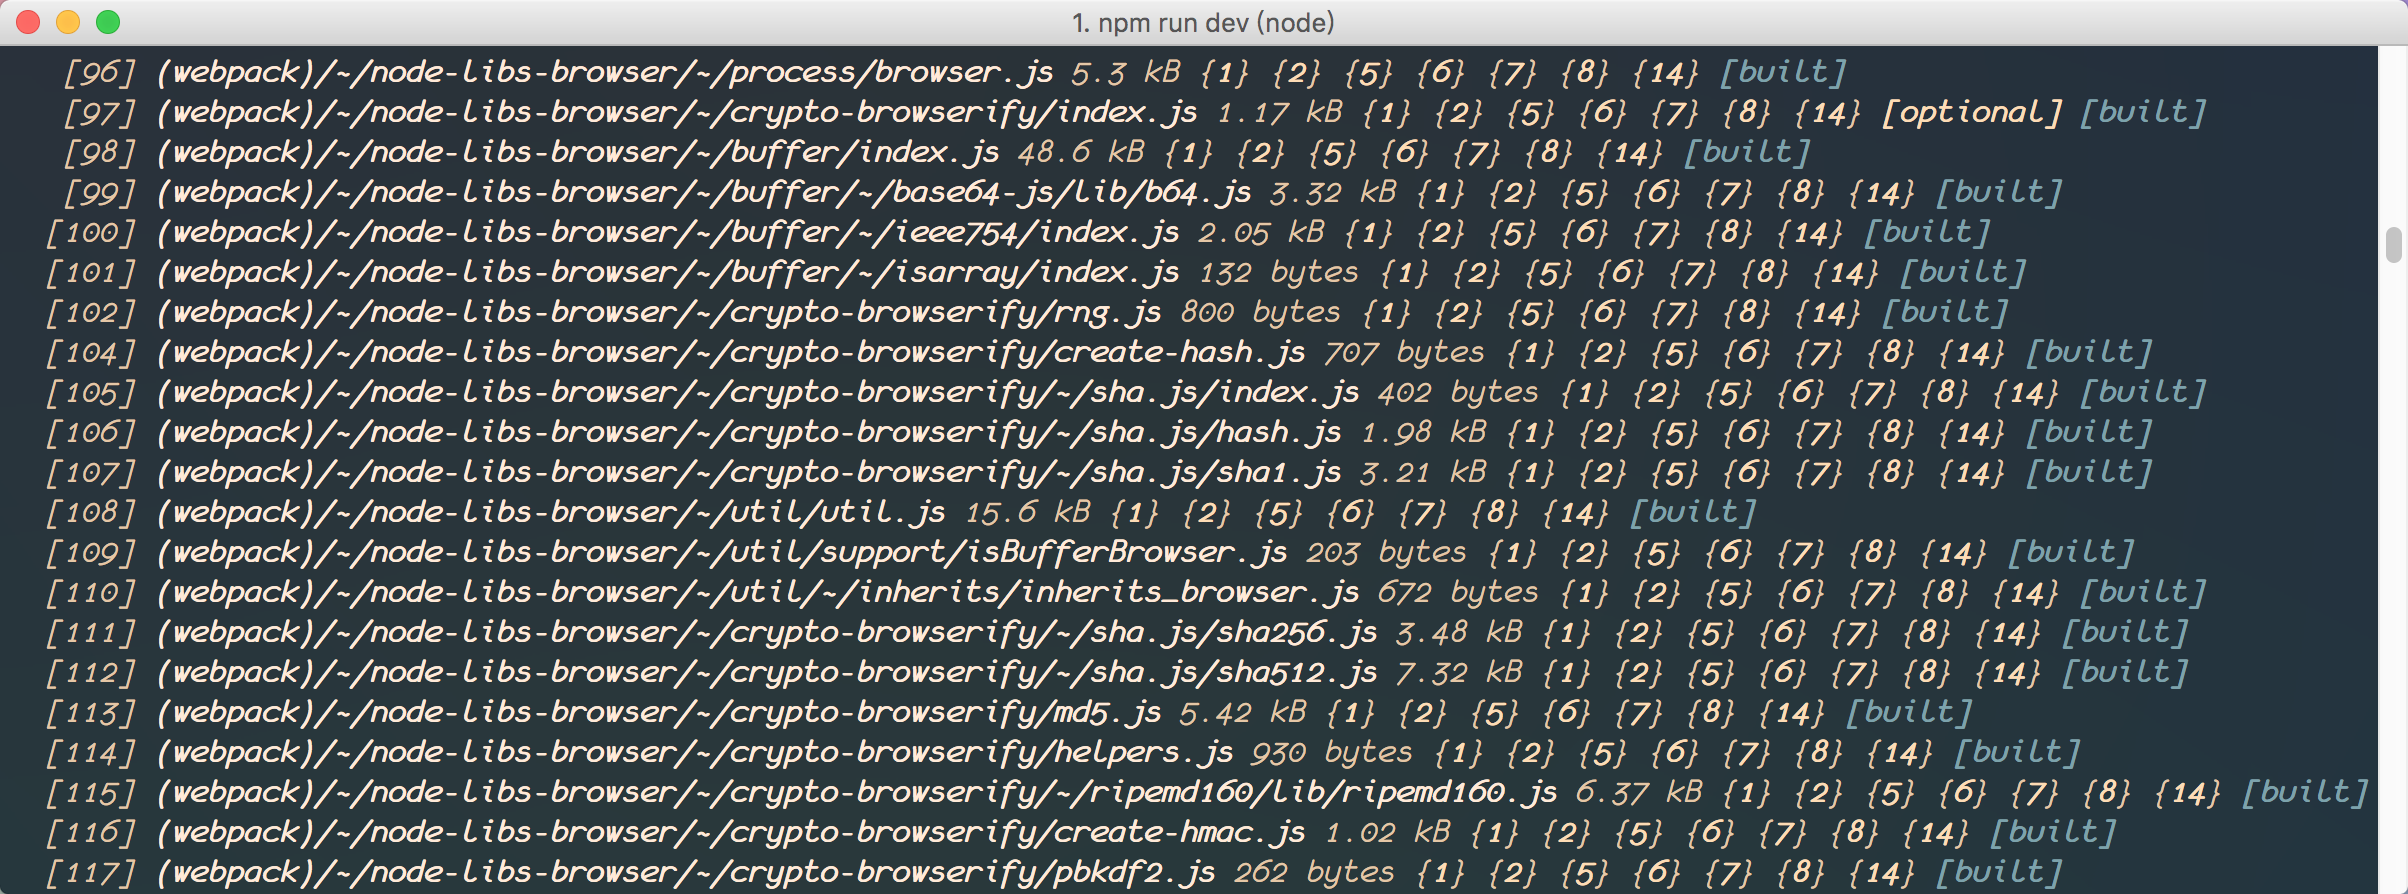 1. npm run dev (node)
[96] (webpack)/~/node-libs-browser/~/process/browser.js 5.3 kB {1} {2} {5} {6} {7} {8} {14} [built]
[97] (webpack)/~/node-libs-browser/~/crypto-browserify/index.js 1.17 kB {1} {2} {5} {6} {7} {8} {14} [optional] [built]
[98] (webpack)/~/node-libs-browser/~/buffer/index.js 48.6 kB {1} {2} {5} {6} {7} {8} {14} [built]
[99] (webpack)/~/node-libs-browser/~/buffer/~/base64-js/lib/b64.js 3.32 kB {1} {2} {5} {6} {7} {8} {14} [built]
[100] (webpack)/~/node-libs-browser/~/buffer/~/ieee754/index.js 2.05 kB {1} {2} {5} {6} {7} {8} {14} [built]
[101] (webpack)/~/node-libs-browser/~/buffer/~/isarray/index.js 132 bytes {1} {2} {5} {6} {7} {8} {14} [built]
[102] (webpack)/~/node-libs-browser/~/crypto-browserify/rng.js 800 bytes {1} {2} {5} {6} {7} {8} {14} [built]
[104] (webpack)/~/node-libs-browser/~/crypto-browserify/create-hash.js 707 bytes {1} {2} {5} {6} {7} {8} {14} [built]
[105] (webpack)/~/node-libs-browser/~/crypto-browserify/~/sha.js/index.js 402 bytes {1} {2} {5} {6} {7} {8} {14} [built]
[106] (webpack)/~/node-libs-browser/~/crypto-browserify/~/sha.js/hash.js 1.98 kB {1} {2} {5} {6} {7} {8} {14} [built]
[107] (webpack)/~/node-libs-browser/~/crypto-browserify/~/sha.js/sha1.js 3.21 kB {1} {2} {5} {6} {7} {8} {14} [built]
[108] (webpack)/~/node-libs-browser/~/util/util.js 15.6 kB {1} {2} {5} {6} {7} {8} {14} [built]
[109] (webpack)/~/node-libs-browser/~/util/support/isBufferBrowser.js 203 bytes {1} {2} {5} {6} {7} {8} {14} [built]
[110] (webpack)/~/node-libs-browser/~/util/~/inherits/inherits_browser.js 672 bytes {1} {2} {5} {6} {7} {8} {14} [built]
[111] (webpack)/~/node-libs-browser/~/crypto-browserify/~/sha.js/sha256.js 3.48 kB {1} {2} {5} {6} {7} {8} {14} [built]
[112] (webpack)/~/node-libs-browser/~/crypto-browserify/~/sha.js/sha512.js 7.32 kB {1} {2} {5} {6} {7} {8} {14} [built]
[113] (webpack)/~/node-libs-browser/~/crypto-browserify/md5.js 5.42 kB {1} {2} {5} {6} {7} {8} {14} [built]
[114] (webpack)/~/node-libs-browser/~/crypto-browserify/helpers.js 930 bytes {1} {2} {5} {6} {7} {8} {14} [built]
[115] (webpack)/~/node-libs-browser/~/crypto-browserify/~/ripemd160/lib/ripemd160.js 6.37 kB {1} {2} {5} {6} {7} {8} {14} [built]
[116] (webpack)/~/node-libs-browser/~/crypto-browserify/create-hmac.js 1.02 kB {1} {2} {5} {6} {7} {8} {14} [built]
[117] (webpack)/~/node-libs-browser/~/crypto-browserify/pbkdf2.js 262 bytes {1} {2} {5} {6} {7} {8} {14} [built]